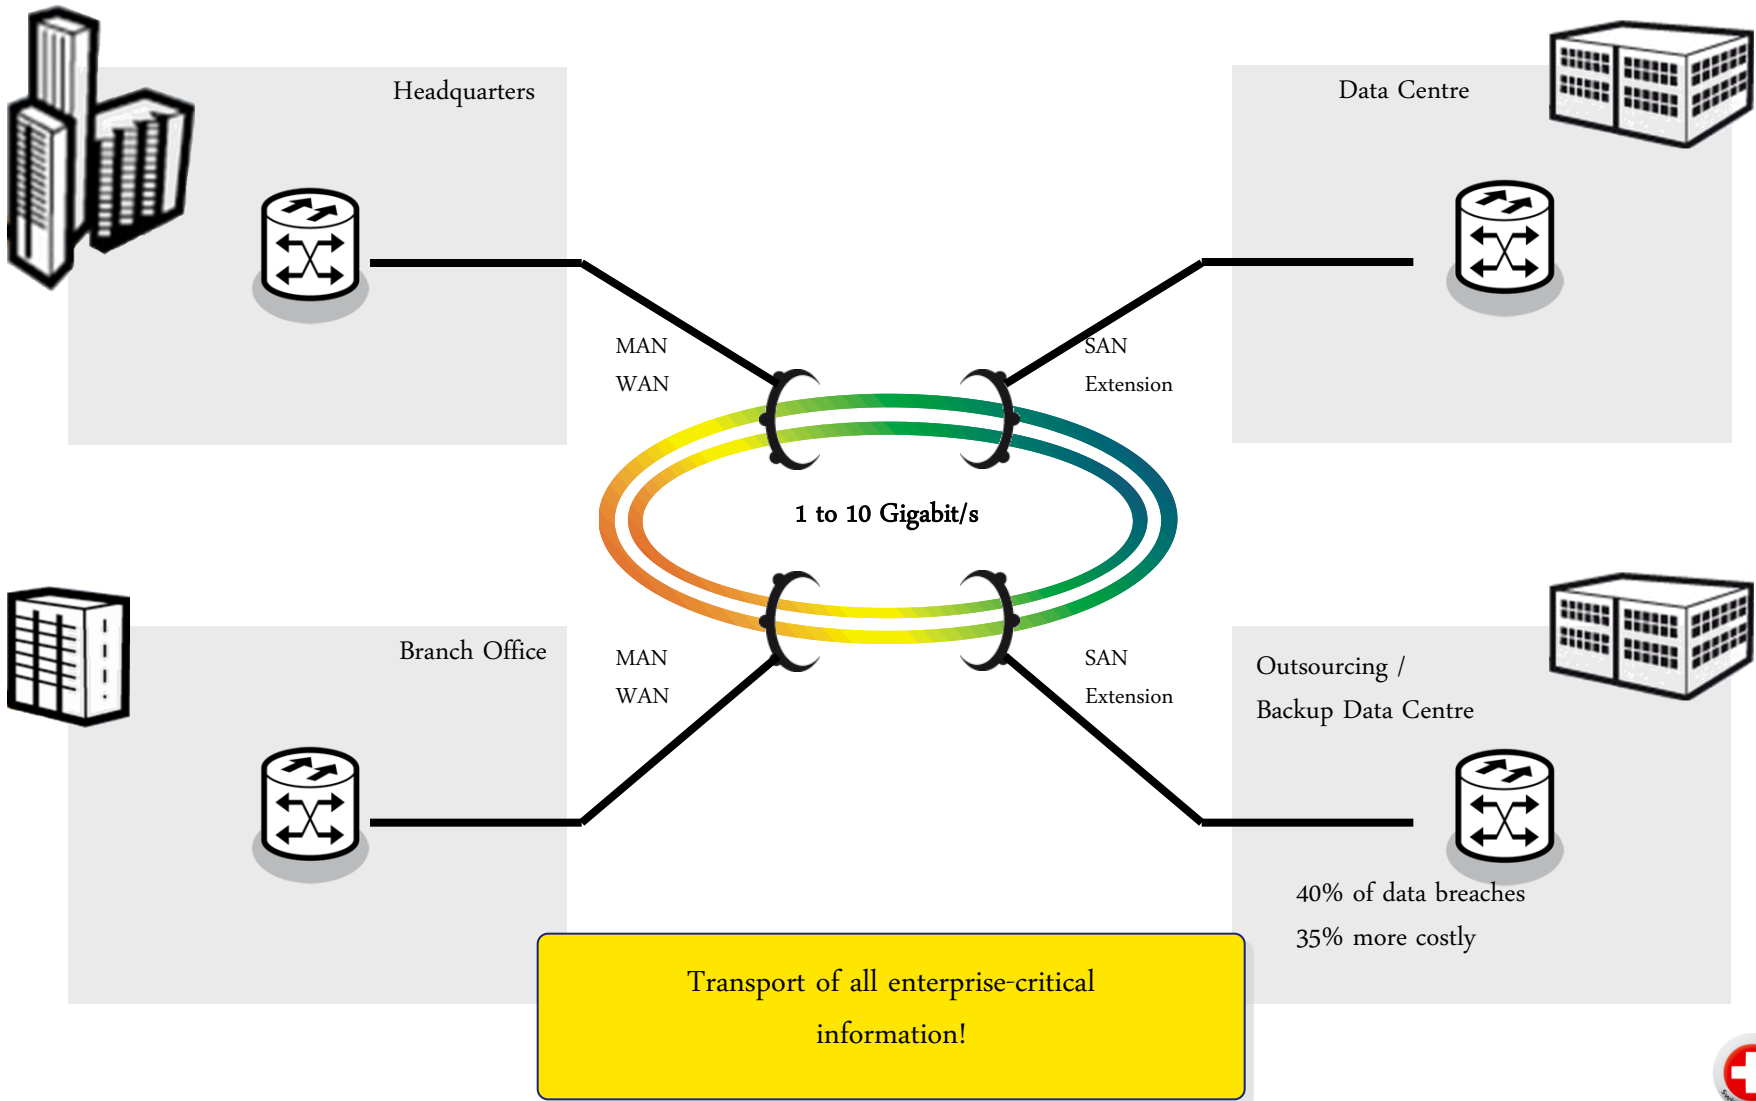 Headquarters
Data Centre
MAN
WAN
SAN
Extension
1 to 10 Gigabit/s
Branch Office
MAN
WAN
SAN
Extension
Outsourcing /
Backup Data Centre
40% of data breaches
35% more costly
Transport of all enterprise-critical
information!